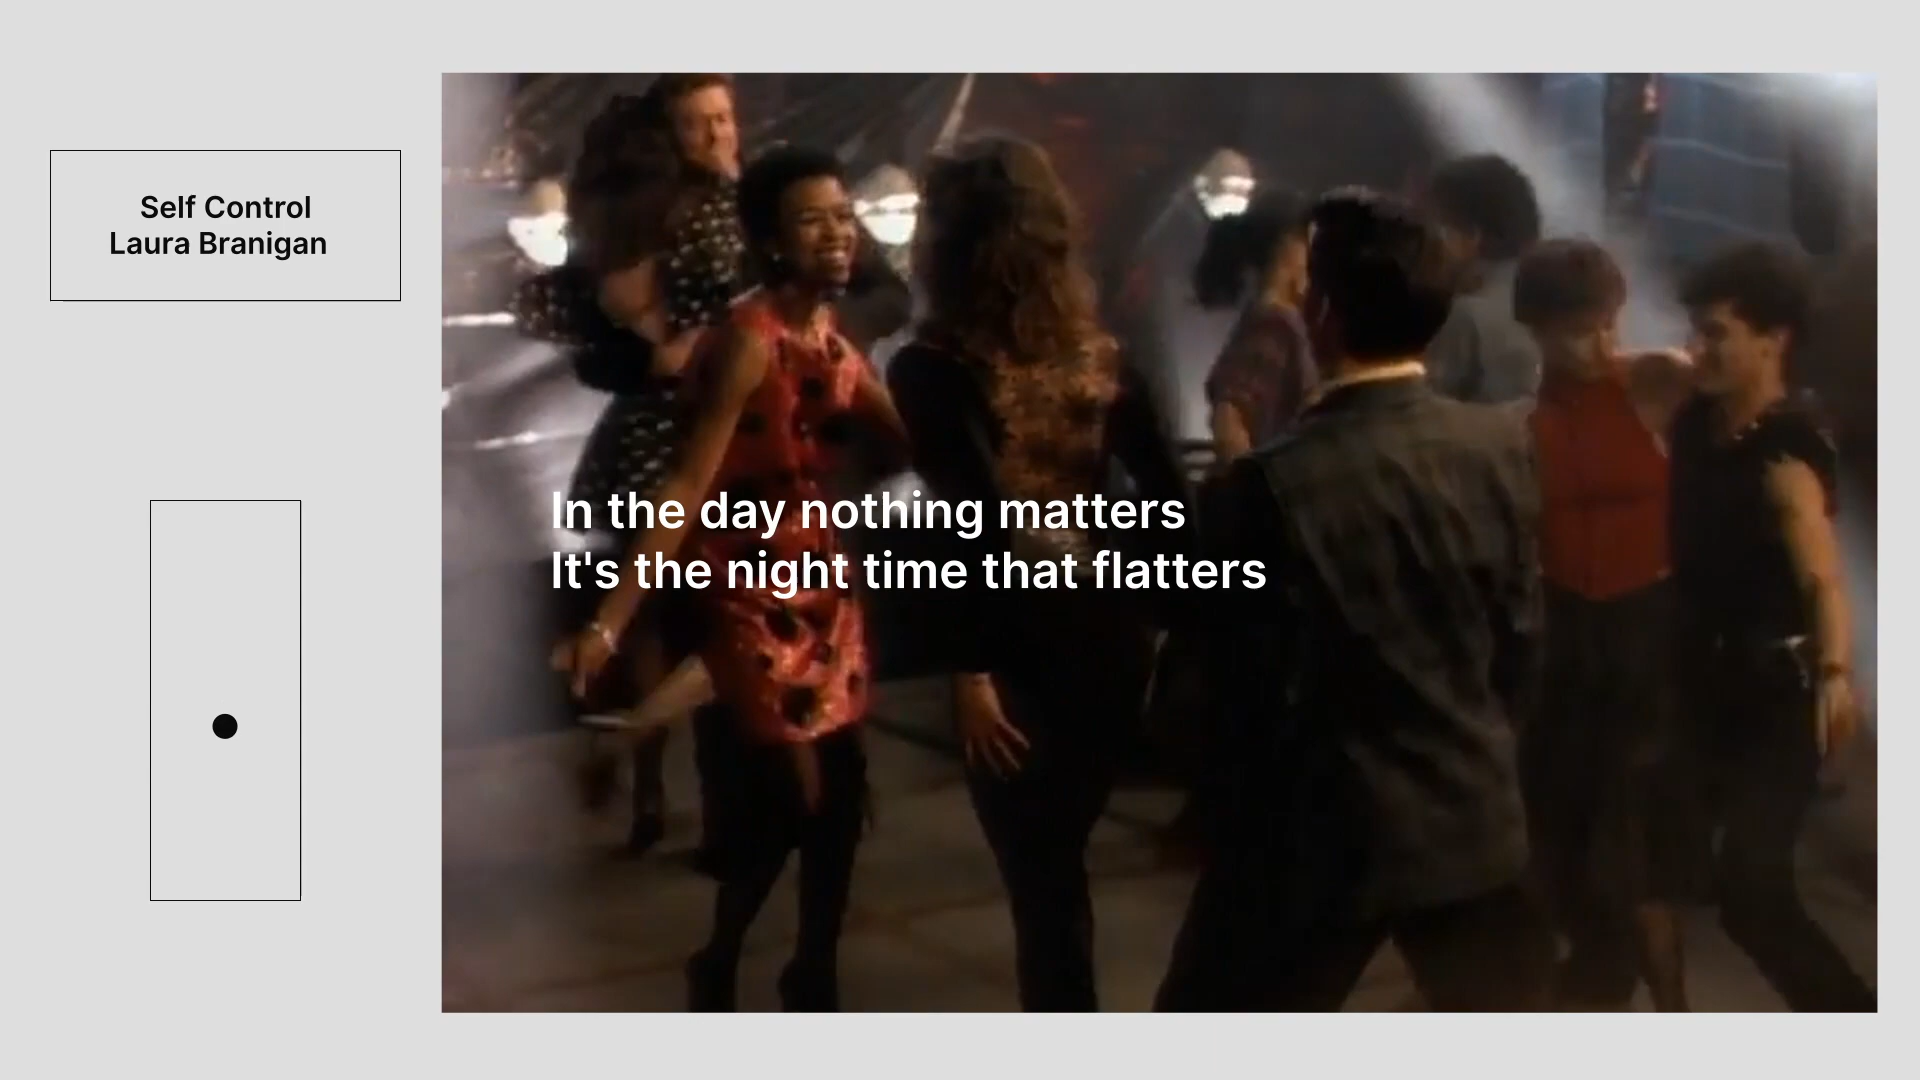 Self Control
Laura Branigan
In the day nothing matters
It's the night time that flatters